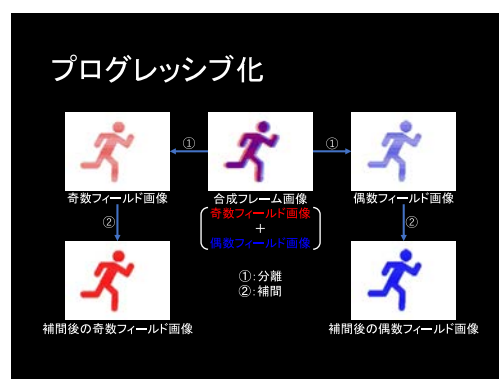 プログレッシブ化
①
①
奇数フィールド画像
合成フレーム画像
偶数フィールド画像
奇数フィールド画像
+
偶数フィールド画像
②
②
①:分離
②:補間
補間後の奇数フィールド画像
補間後の偶数フィールド画像